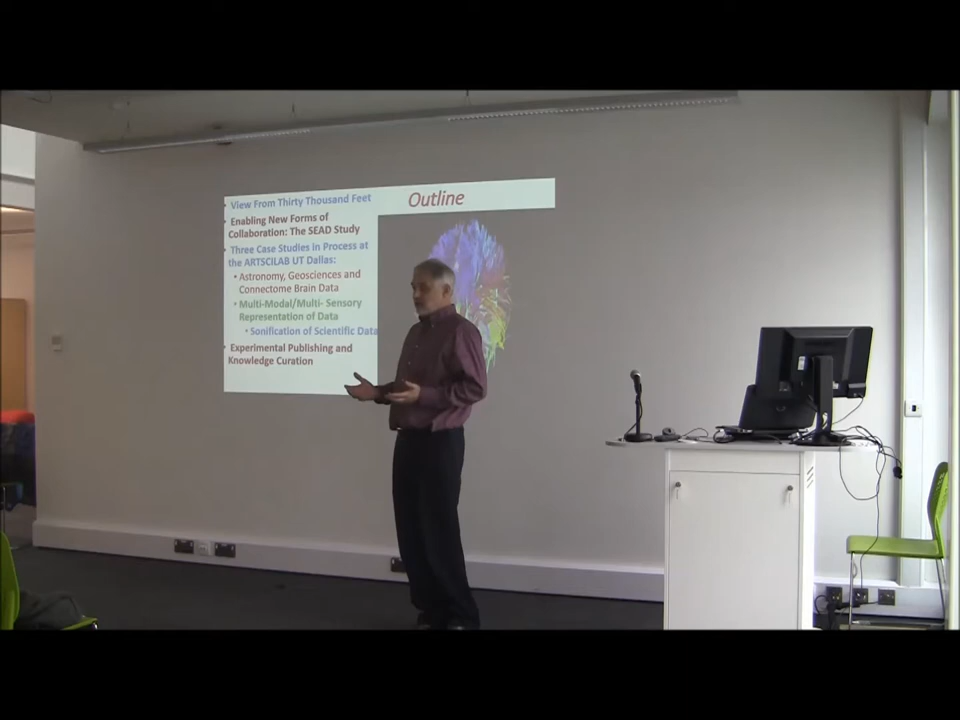 Outline
• View From Thirty Thousand Feet
• Enabling New Forms of
Collaboration: The SEAD Study
• Three Case Studies in Process at
the ARTSCILAB UT Dallas:
• Astronomy, Geosciences and
Connectome Brain Data
• Multi-Modal/Multi- Sensory
Representation of Data
• Sonification of Scientific Data
• Experimental Publishing and
Knowledge Curation